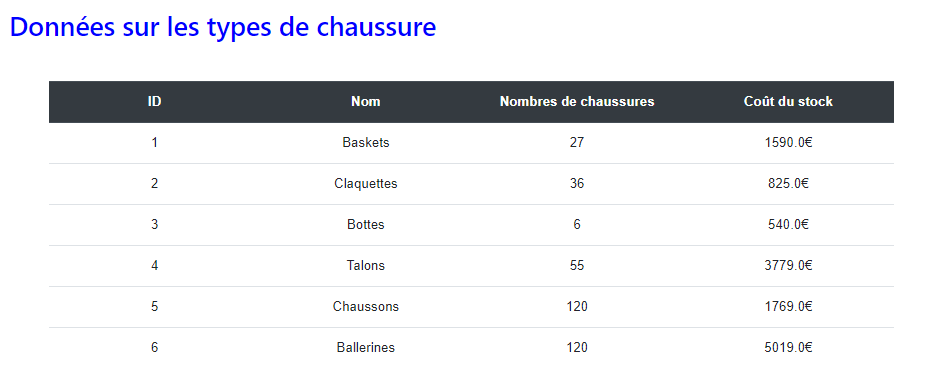 Données sur les types de chaussure
ID Nom Nombres de chaussures Coût du stock
1 Baskets 27 1590.0€
2 Claquettes 36 825.0€
3 Bottes 6 540.0€
4 Talons 55 3779.0€
5 Chaussons 120 1769.0€
6 Ballerines 120 5019.0€